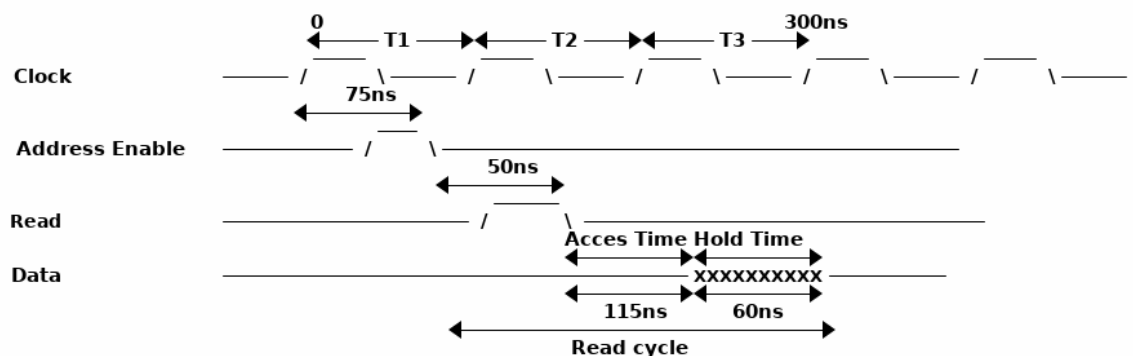 0 300ns
T1 T2 T3
Clock
75ns
Address Enable
50ns
Read
Acces Time Hold Time
Data xxxxxxxxxx
115ns 60ns
Read cycle